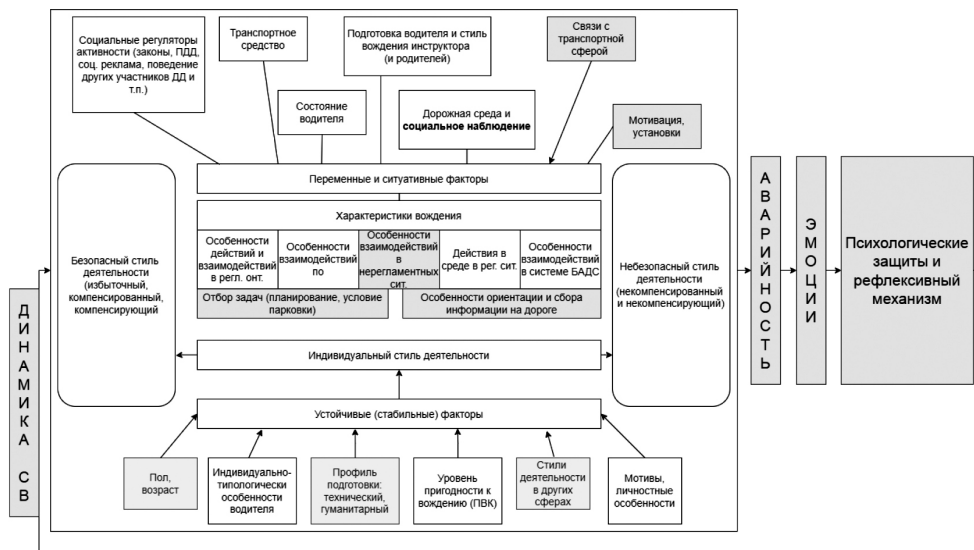 Социальные регуляторы
активности (законы, ПДД,
соц. реклама, поведение
других участников ДД и
т.п.)
Транспортное
средство
Подготовка водителя и стиль
вождения инструктора
(и родителей)
Связи с
транспортной
сферой
Состояние
водителя
Дорожная среда и
социальное наблюдение
Мотивация,
установки
Переменные и ситуативные факторы
Характеристики вождения
Особенности
действий и
взаимодействий
в регл. онт.
Особенности
взаимодействий
по
Особенности
взаимодействий
в
нерегламентных
сит.
Действия в
среде в рег. сит.
Особенности
взаимодействий
в системе БАДС
Отбор задач (планирование, условие
парковки)
Особенности ориентации и сбора
информации на дороге
Безопасный стиль
деятельности
(избыточный,
компенсированный,
компенсирующий
Небезопасный стиль
деятельности
(некомпенсированный
и некомпенсирующий)
Индивидуальный стиль деятельности
Устойчивые (стабильные) факторы
Пол,
возраст
Индивидуально-
типологически
особенности
водителя
Профиль
подготовки:
технический,
гуманитарный
Уровень
пригодности к
вождению (ПВК)
Стили
деятельности
в других
сферах
Мотивы,
личностные
особенности
ДИНАМИКА СВ
АВАРИЙНОСТЬ
ЭМОЦИИ
Психологические
защиты и
рефлексивный
механизм